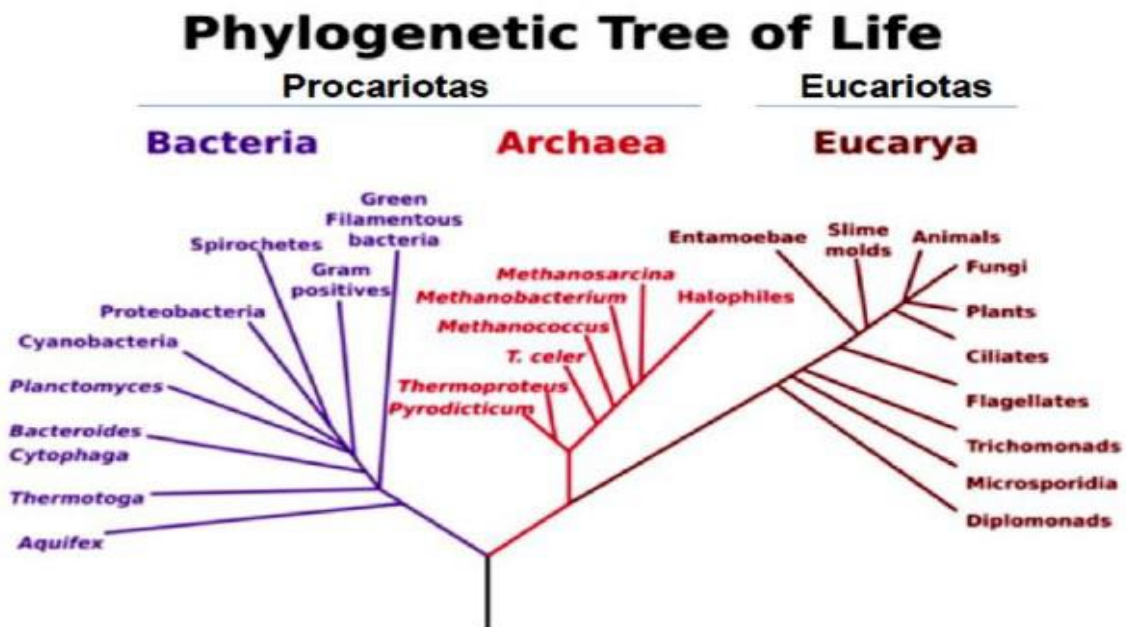 Phylogenetic Tree of Life
Procariotas
Eucariotas
Bacteria
Archaea
Eucarya
Green
Filamentous
bacteria
Spirochetes
Gram
positives
Proteobacteria
Cyanobacteria
Planctomyces
Bacteroides
Cytophaga
Thermotoga
Aquifex
Methanosarcina
Methanobacterium
Halophiles
Methanococcus
T. celer
Thermoproteus
Pyrodicticum
Entamoebae
Slime
molds
Animals
Fungi
Plants
Ciliates
Flagellates
Trichomonads
Microsporidia
Diplomonads